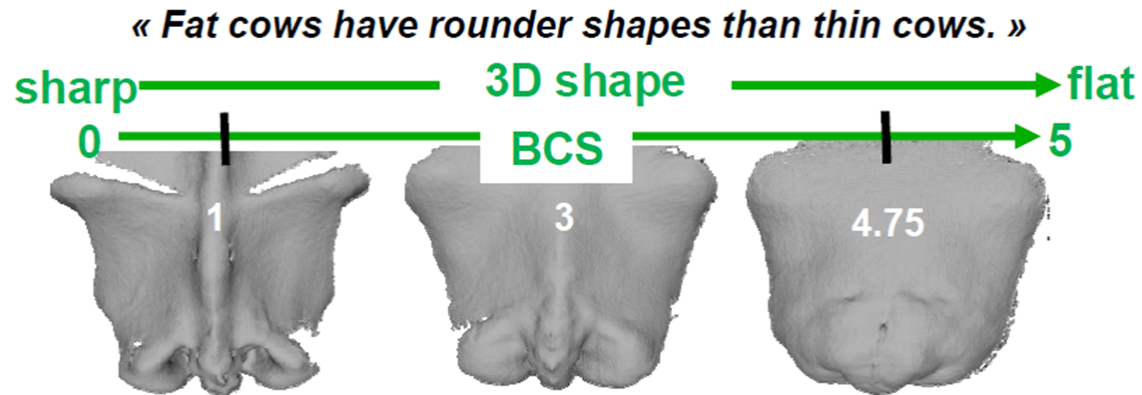 « Fat cows have rounder shapes than thin cows. »
sharp 3D shape flat
0 BCS 5
1 3 4.75